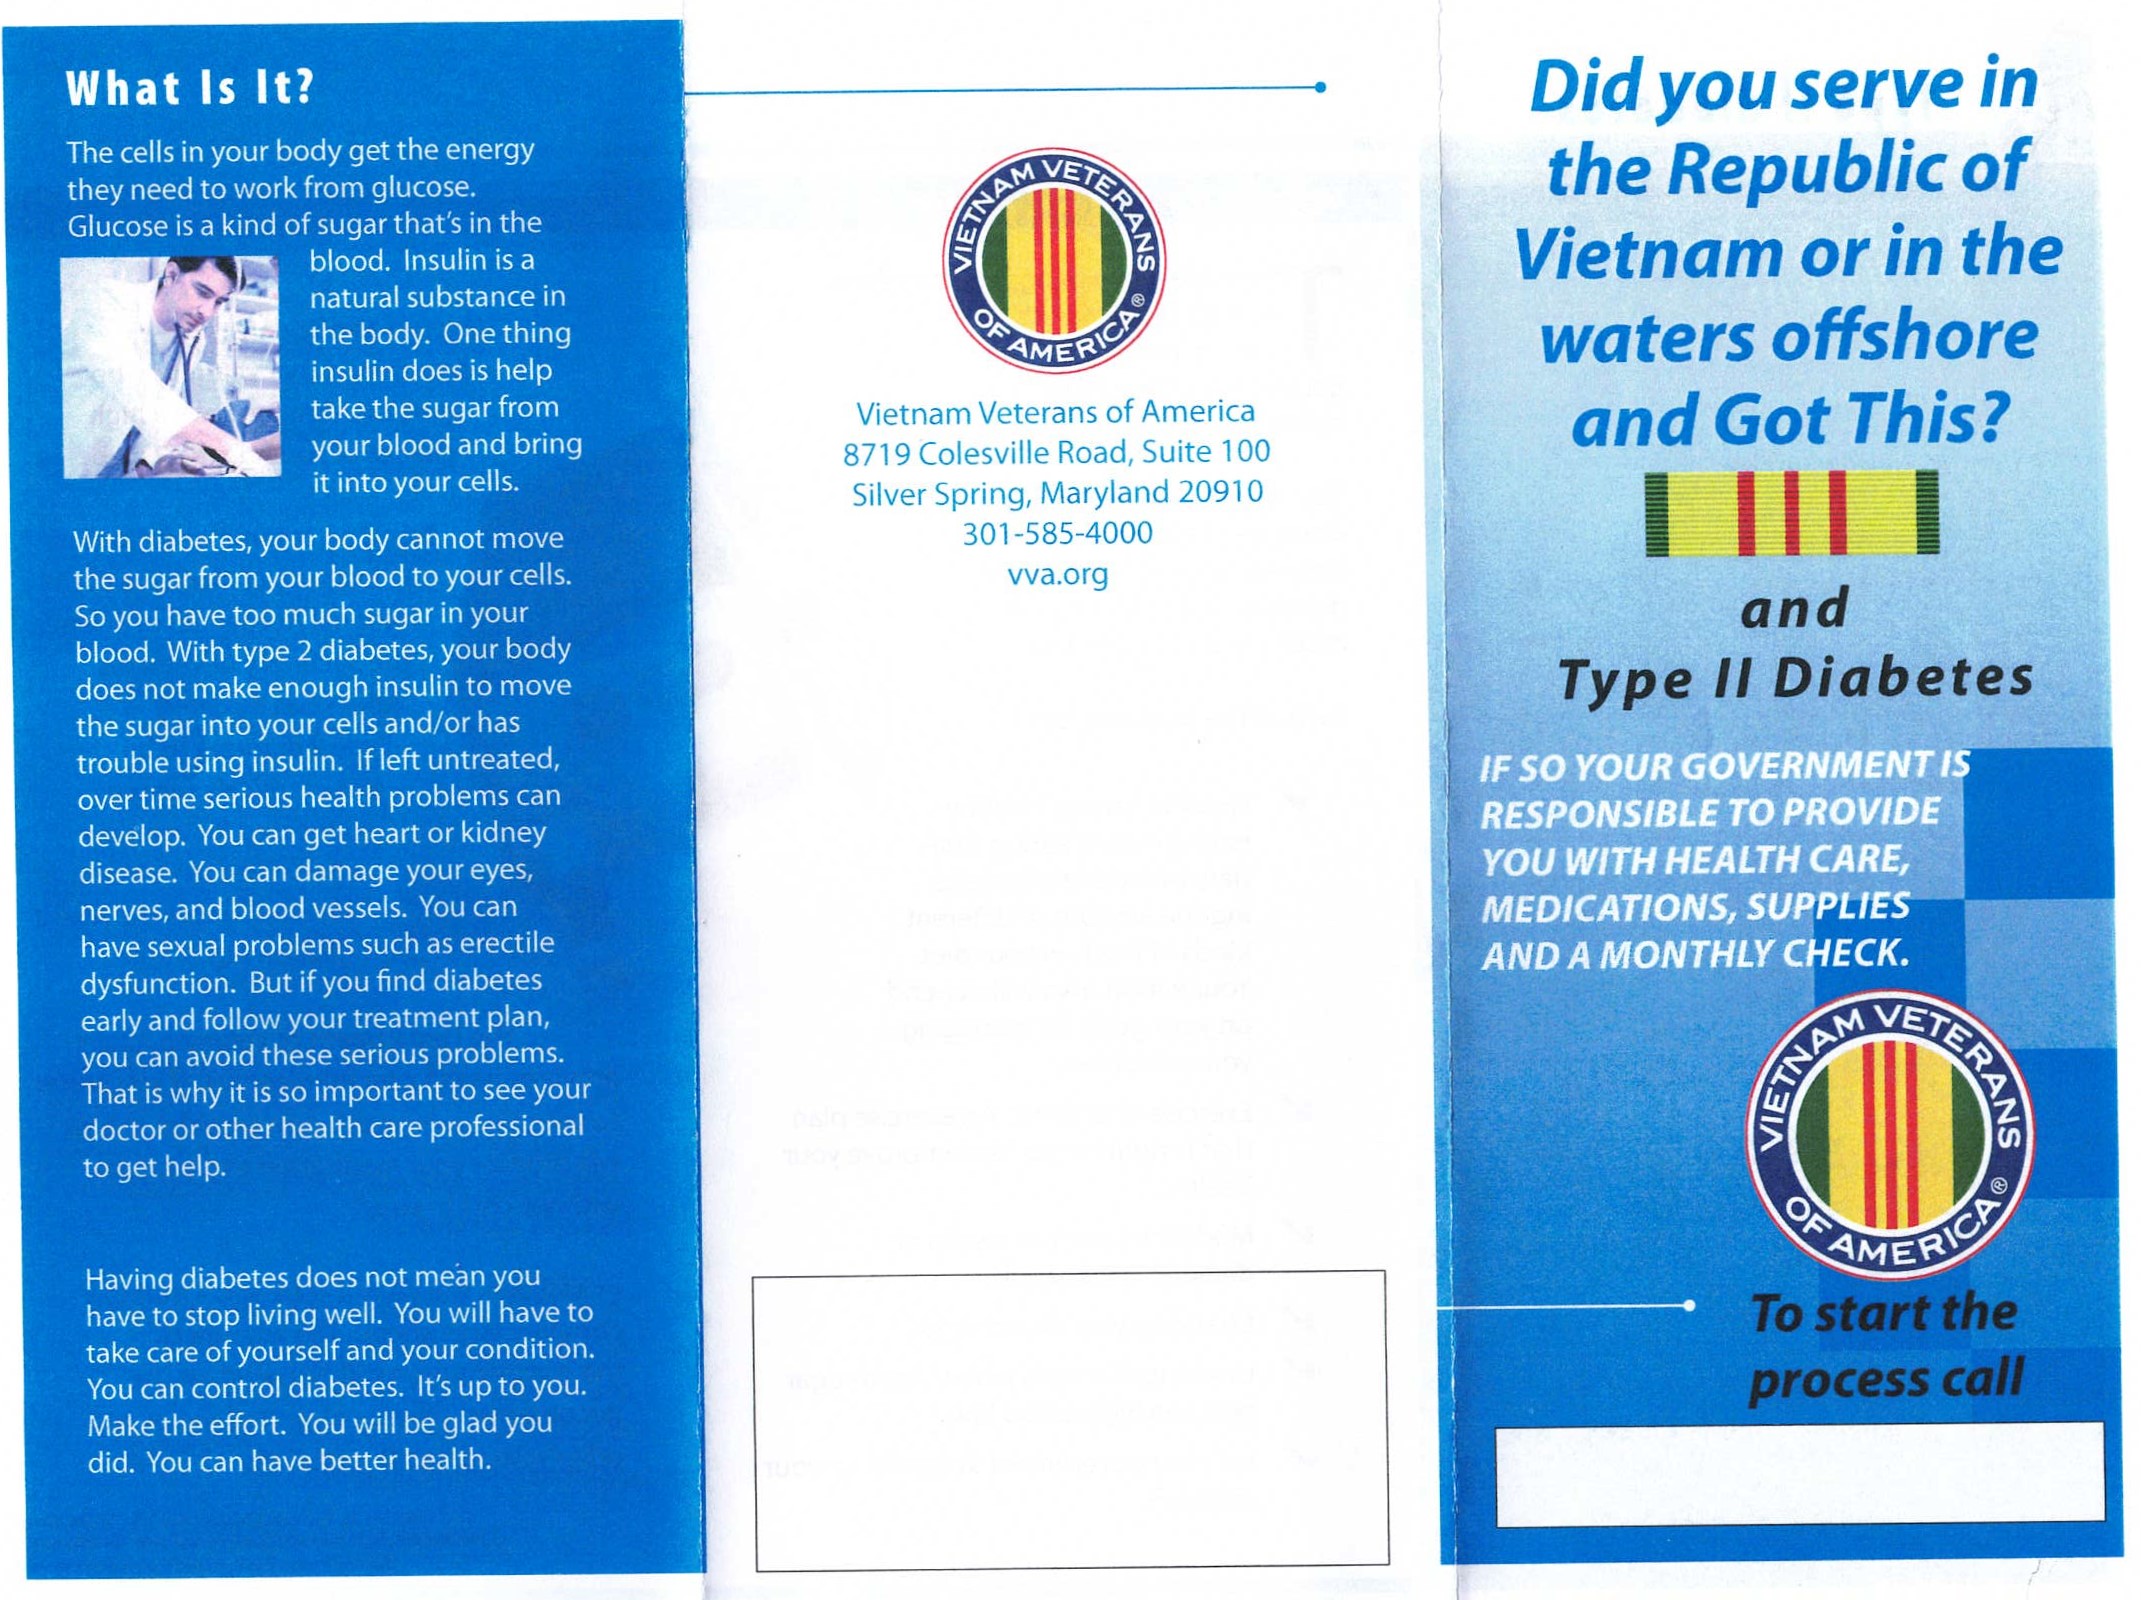 What Is It?
The cells in your body get the energy
they need to work from glucose.
Glucose is a kind of sugar that's in the
blood. Insulin is a
natural substance in
the body. One thing
insulin does is help
take the sugar from
your blood and bring
it into your cells.
With diabetes, your body cannot move
the sugar from your blood to your cells.
So you have too much sugar in your
blood. With type 2 diabetes, your body
does not make enough insulin to move
the sugar into your cells and/or has
trouble using insulin. If left untreated,
over time serious health problems can
develop. You can get heart or kidney
disease. You can damage your eyes,
nerves, and blood vessels. You can
have sexual problems such as erectile
dysfunction. But if you find diabetes
early and follow your treatment plan,
you can avoid these serious problems.
That is why it is so important to see your
doctor or other health care professional
to get help.
Having diabetes does not mean you
have to stop living well. You will have to
take care of yourself and your condition.
You can control diabetes. It's up to you.
Make the effort. You will be glad you
did. You can have better health.
VIETNAM VETERANS
OF AMERICA®
Vietnam Veterans of America
8719 Colesville Road, Suite 100
Silver Spring, Maryland 20910
301-585-4000
vva.org
Did you serve in
the Republic of
Vietnam or in the
waters offshore
and Got This?
and
Type II Diabetes
IF SO YOUR GOVERNMENT IS
RESPONSIBLE TO PROVIDE
YOU WITH HEALTH CARE,
MEDICATIONS, SUPPLIES
AND A MONTHLY CHECK.
VIETNAM VETERANS
OF AMERICA®
To start the
process call